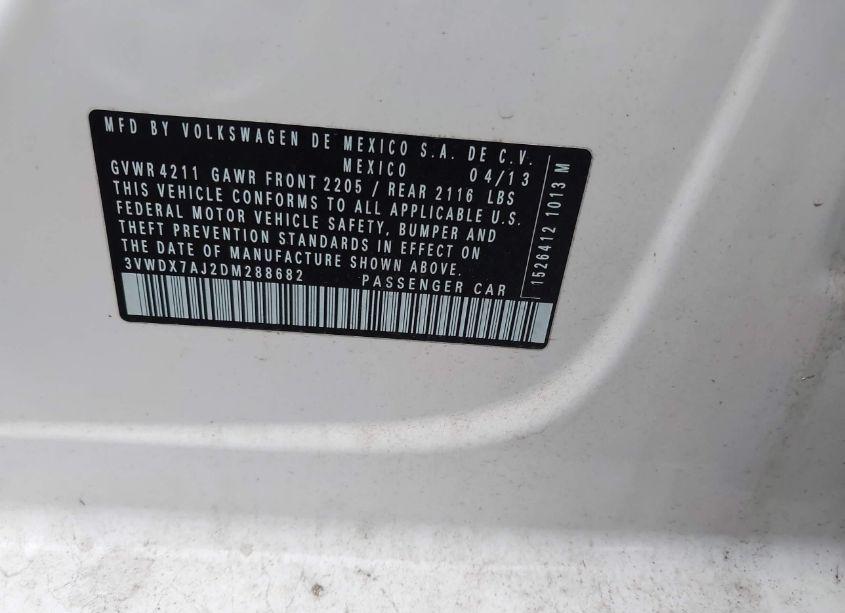 MFD BY VOLKSWAGEN DE MEXICO S.A. DE C.V.
MEXICO 04/13
GVWR 4211 GAWR FRONT 2205 / REAR 2116 LBS
THIS VEHICLE CONFORMS TO ALL APPLICABLE U.S.
FEDERAL MOTOR VEHICLE SAFETY, BUMPER AND
THEFT PREVENTION STANDARDS IN EFFECT ON
THE DATE OF MANUFACTURE SHOWN ABOVE.
3VWDX7AJ2DM288682 PASSENGER CAR
1526412 1013 M